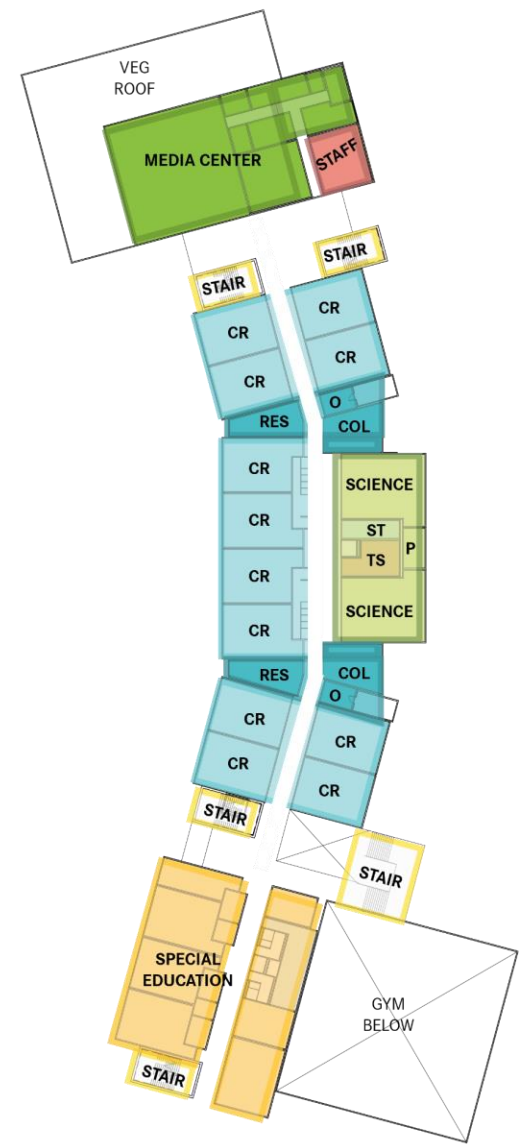 VEG
ROOF
MEDIA CENTER
STAFF
STAIR
STAIR
CR
CR
CR
CR
O
RES
COL
CR
SCIENCE
CR
ST
P
TS
CR
SCIENCE
CR
RES
COL
O
CR
CR
CR
CR
STAIR
STAIR
SPECIAL
EDUCATION
GYM
BELOW
STAIR